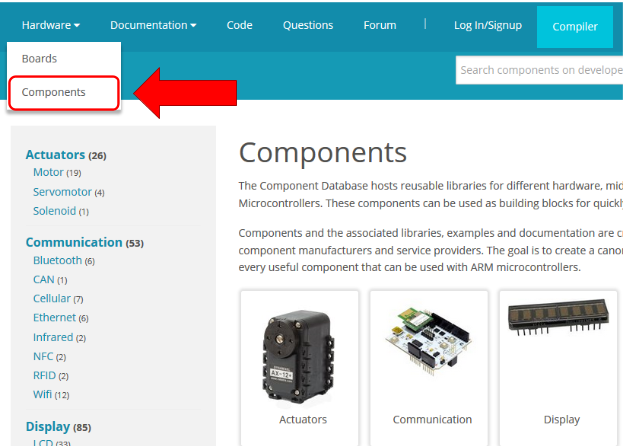 Hardware Documentation Code Questions Forum | Log In/Signup Compiler
Boards
Components
Search components on develope
Actuators (26)
Motor (19)
Servomotor (4)
Solenoid (1)
Communication (53)
Bluetooth (6)
CAN (1)
Cellular (7)
Ethernet (6)
Infrared (2)
NFC (2)
RFID (2)
Wifi (12)
Display (85)
LCD (33)
Components
The Component Database hosts reusable libraries for different hardware, mid
Microcontrollers. These components can be used as building blocks for quickl
Components and the associated libraries, examples and documentation are c
component manufacturers and service providers. The goal is to create a cano
every useful component that can be used with ARM microcontrollers.
AX-12+
Actuators
Communication
Display